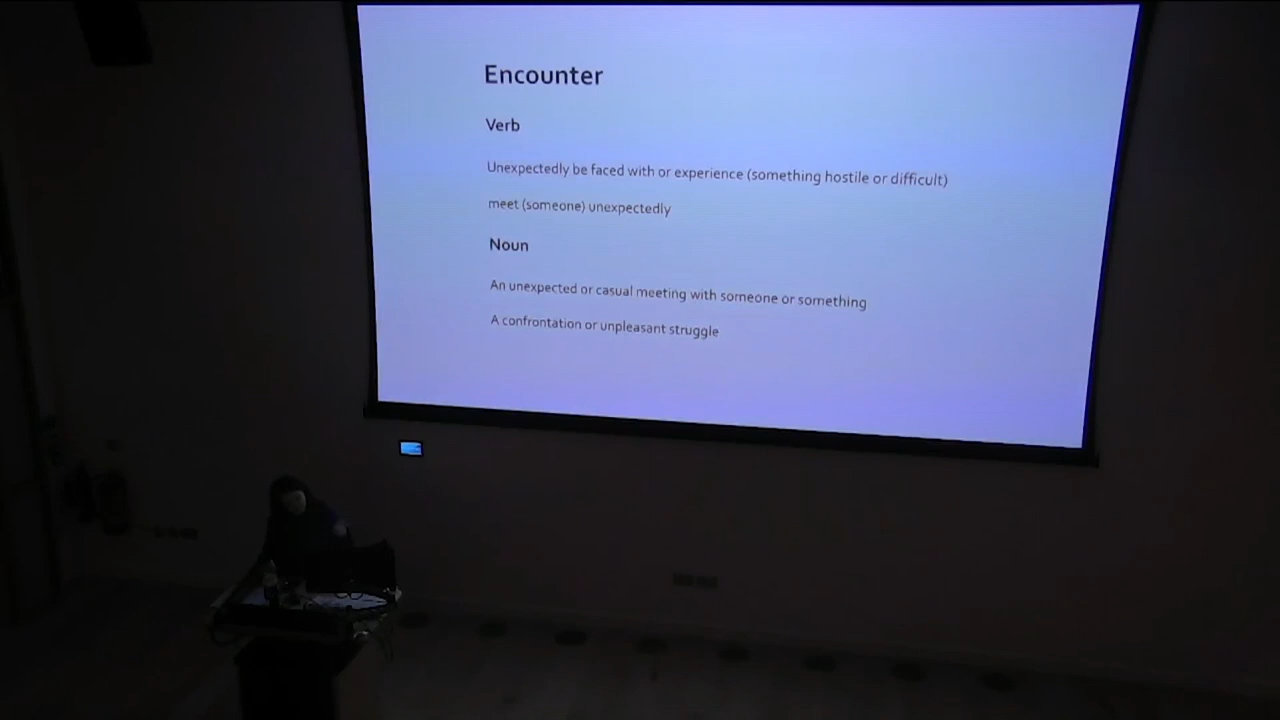 Encounter
Verb
Unexpectedly be faced with or experience (something hostile or difficult)
meet (someone) unexpectedly
Noun
An unexpected or casual meeting with someone or something
A confrontation or unpleasant struggle